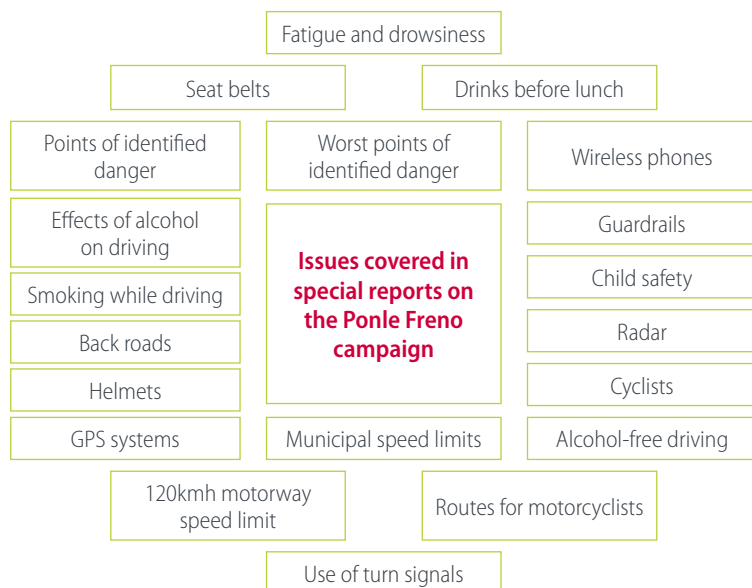 Fatigue and drowsiness
Seat belts
Drinks before lunch
Points of identified
danger
Worst points of
identified danger
Wireless phones
Effects of alcohol
on driving
Guardrails
Issues covered in
special reports on
the Ponle Freno
campaign
Child safety
Smoking while driving
Radar
Back roads
Helmets
Cyclists
GPS systems
Municipal speed limits
Alcohol-free driving
120kmh motorway
speed limit
Routes for motorcyclists
Use of turn signals